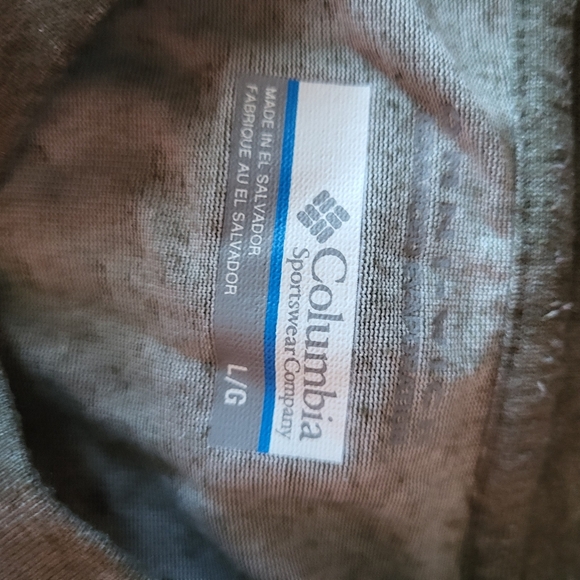 Columbia
Sportswear Company
MADE IN EL SALVADOR
FABRIQUE AU EL SALVADOR
L/G